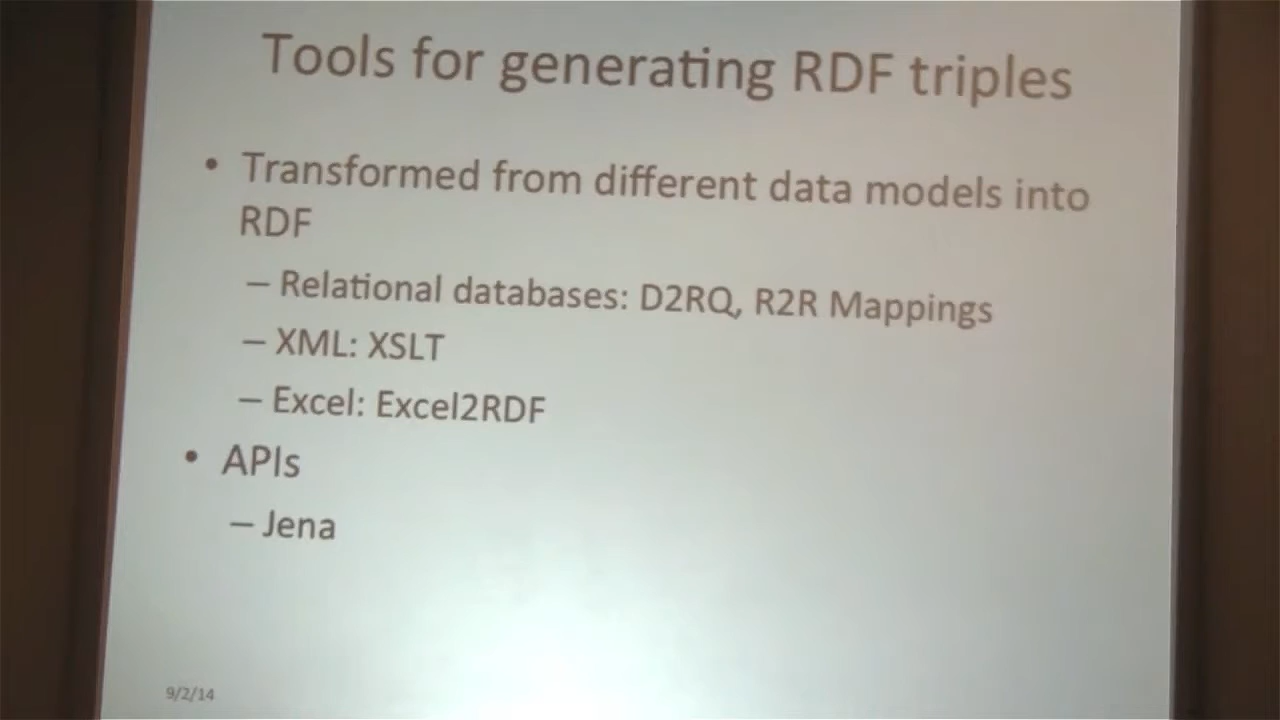 Tools for generating RDF triples
• Transformed from different data models into
RDF
– Relational databases: D2RQ, R2R Mappings
– XML: XSLT
– Excel: Excel2RDF
• APIs
– Jena
9/2/14